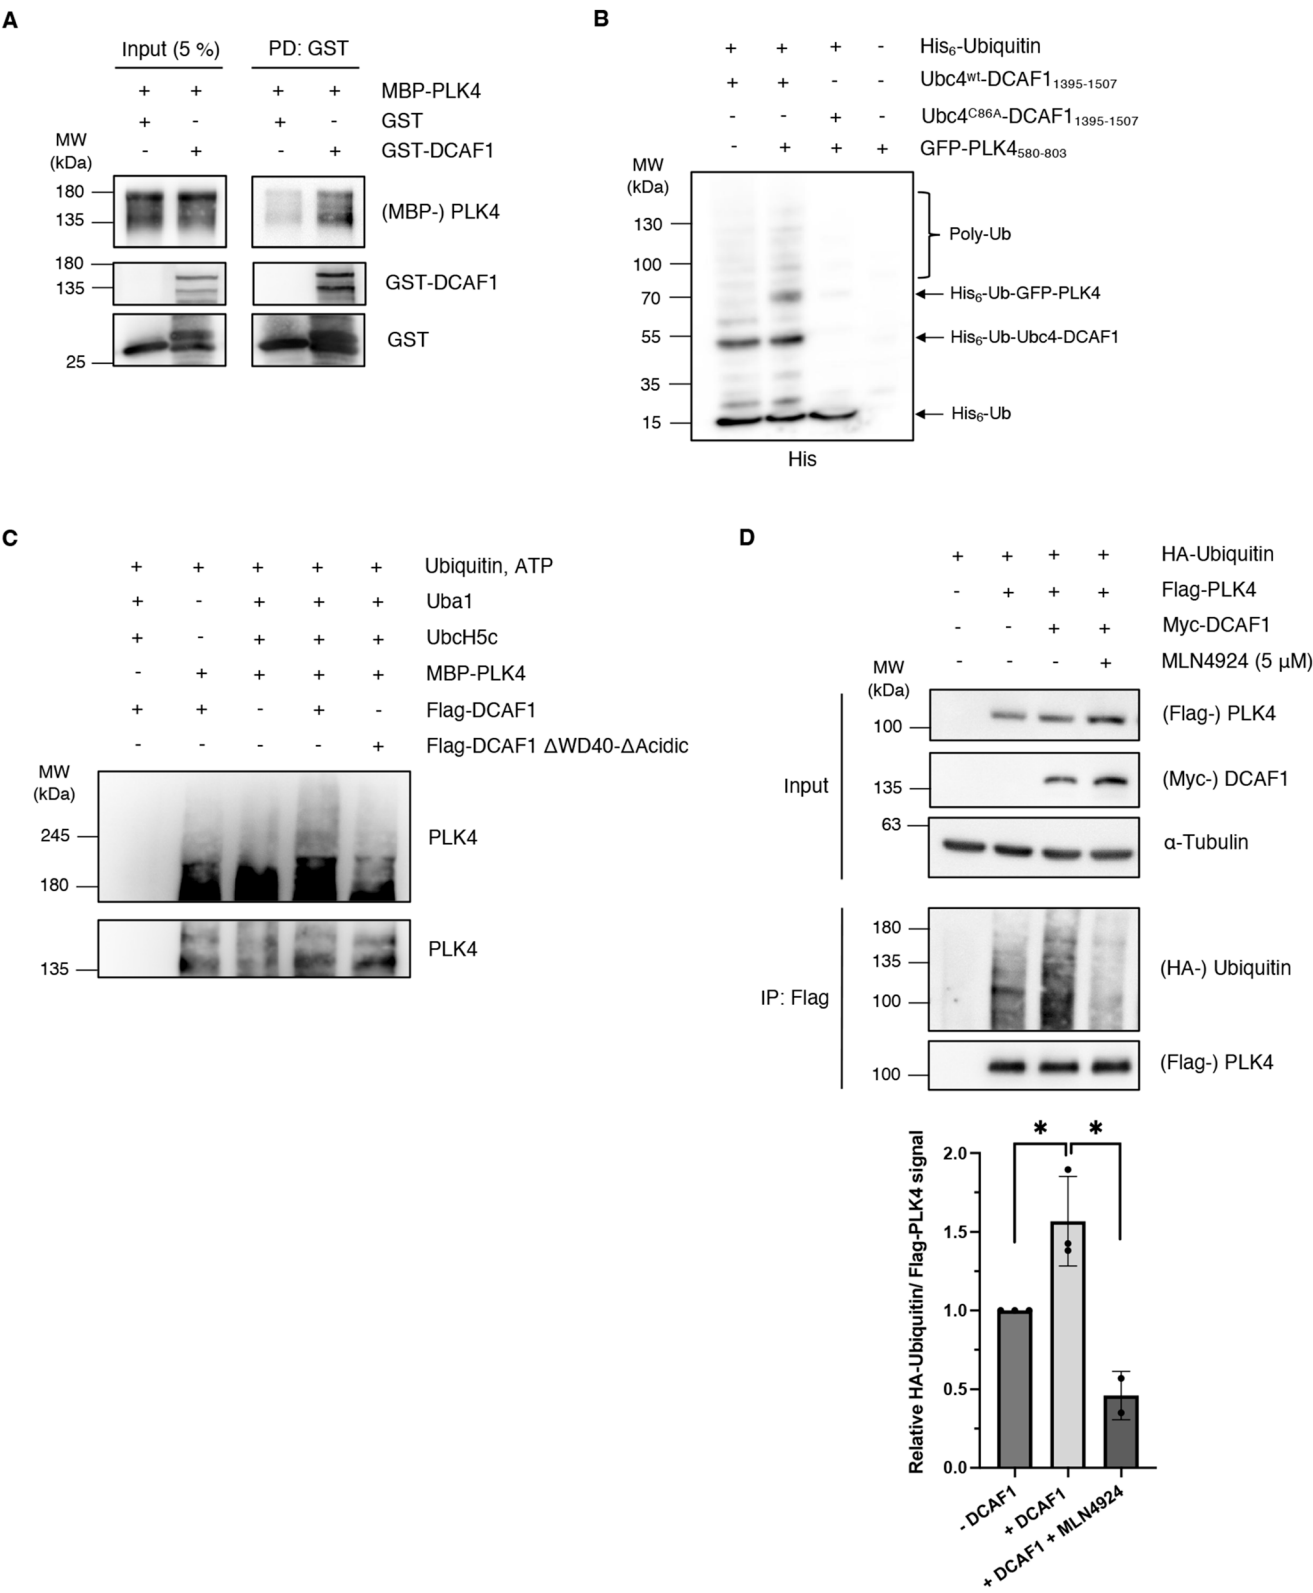 A
Input (5 %) PD: GST
+ + + + MBP-PLK4
+ - + - GST
- + - + GST-DCAF1
MW
(kDa)
180
135
(MBP-) PLK4
180
135
GST-DCAF1
GST
25
B
+ + + - His6-Ubiquitin
+ + - - Ubc4wt-DCAF11395-1507
- - + - Ubc4C86A-DCAF11395-1507
- + + + GFP-PLK4580-803
MW
(kDa)
130
100
70
55
35
15
Poly-Ub
His6-Ub-GFP-PLK4
His6-Ub-Ubc4-DCAF1
His6-Ub
His
C
+ + + + + Ubiquitin, ATP
+ - + + + Uba1
+ - + + + UbcH5c
- + + + + MBP-PLK4
+ + - + - Flag-DCAF1
- - - - + Flag-DCAF1 ΔWD40-ΔAcidic
MW
(kDa)
245
180
PLK4
135
PLK4
D
+ + + + HA-Ubiquitin
- + + + Flag-PLK4
- - + + Myc-DCAF1
- - - + MLN4924 (5 μM)
MW
(kDa)
Input
100
(Flag-) PLK4
135
(Myc-) DCAF1
63
α-Tubulin
IP: Flag
180
135
100
(HA-) Ubiquitin
100
(Flag-) PLK4
* *
Relative HA-Ubiquitin/ Flag-PLK4 signal
2.0
1.5
1.0
0.5
0.0
- DCAF1
+ DCAF1
+ DCAF1 + MLN4924